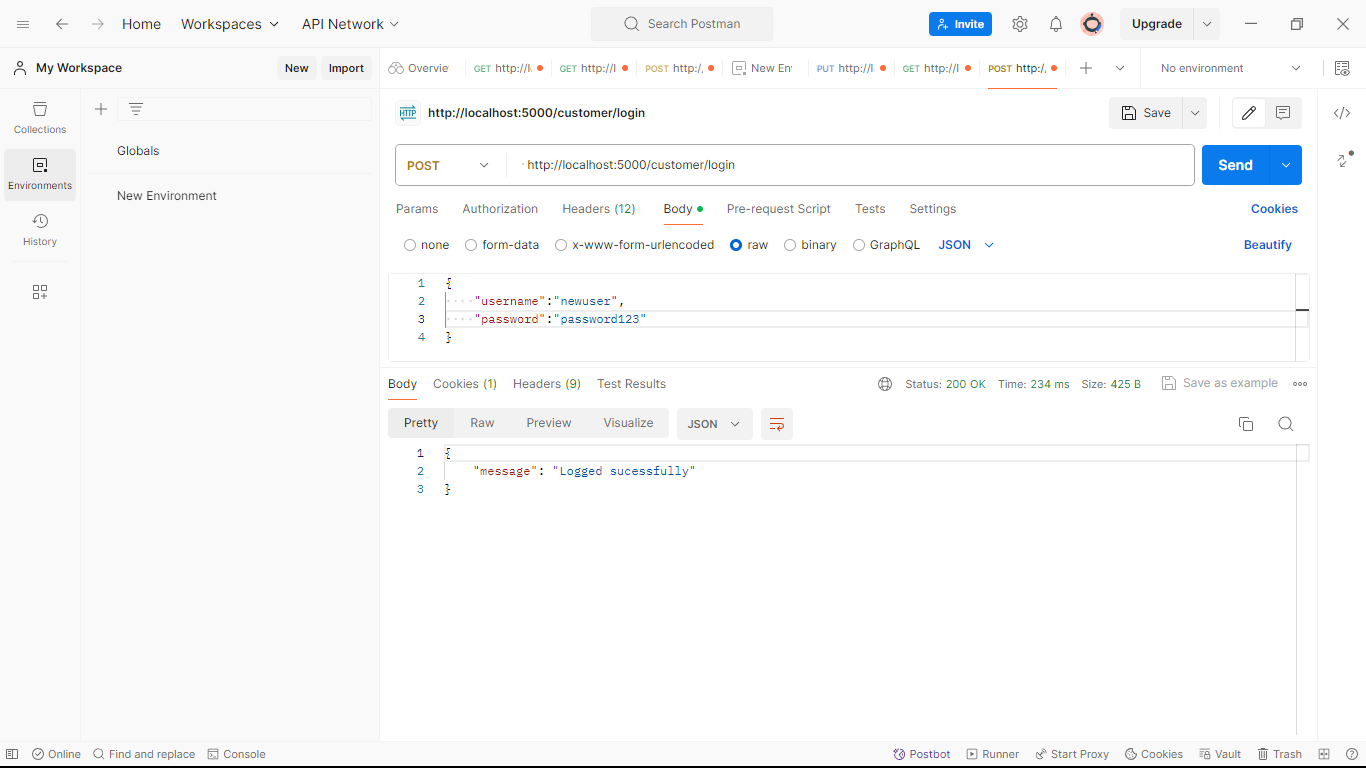 Home Workspaces API Network Search Postman Invite Upgrade
My Workspace New Import Overvie GET http://l GET http://l POST http:/, New En PUT http://l GET http://l POST http:/, No environment
Collections
Environments
History
Globals
New Environment
HTTP http://localhost:5000/customer/login Save
POST http://localhost:5000/customer/login Send
Params Authorization Headers (12) Body Pre-request Script Tests Settings Cookies
none form-data x-www-form-urlencoded raw binary GraphQL JSON Beautify
1 {
2 "username":"newuser",
3 "password":"password123"
4 }
Body Cookies (1) Headers (9) Test Results Status: 200 OK Time: 234 ms Size: 425 B Save as example
Pretty Raw Preview Visualize JSON
1 {
2 "message": "Logged sucessfully"
3 }
Online Find and replace Console Postbot Runner Start Proxy Cookies Vault Trash